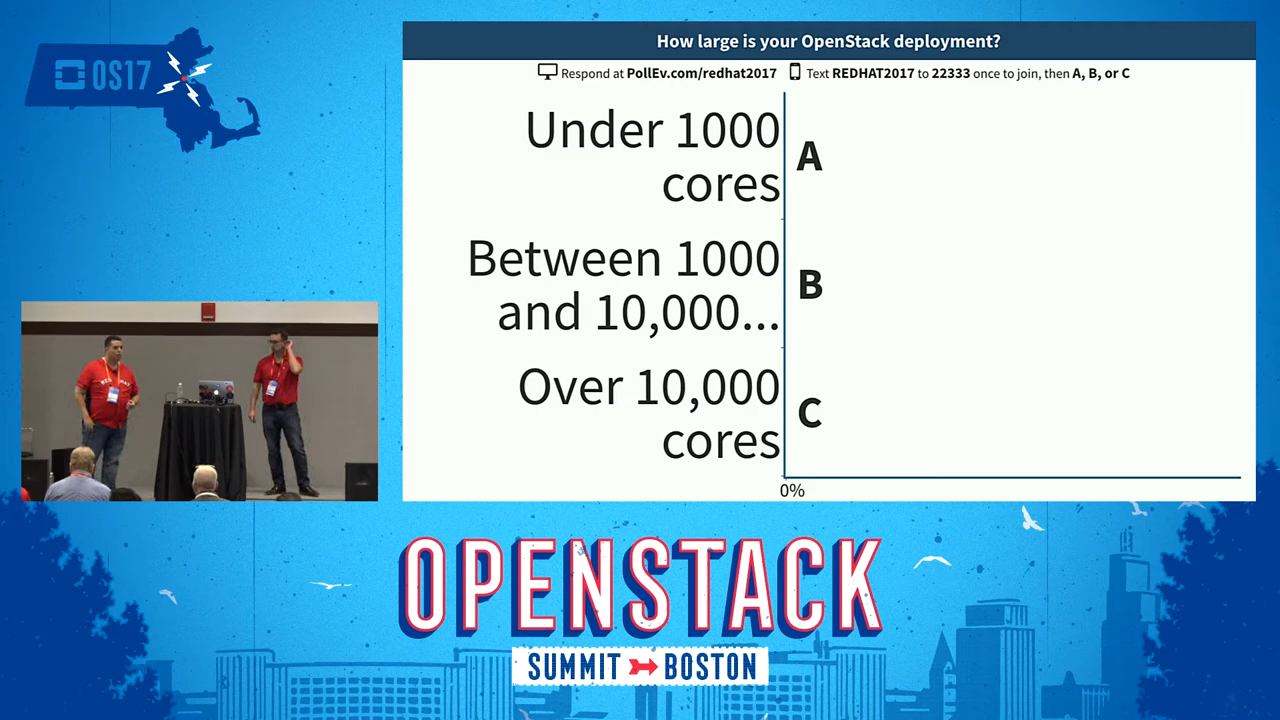 OS17
How large is your OpenStack deployment?
Respond at PollEv.com/redhat2017 Text REDHAT2017 to 22333 once to join, then A, B, or C
Under 1000
cores
A
Between 1000
and 10,000...
B
Over 10,000
cores
C
0%
OPENSTACK
SUMMIT BOSTON